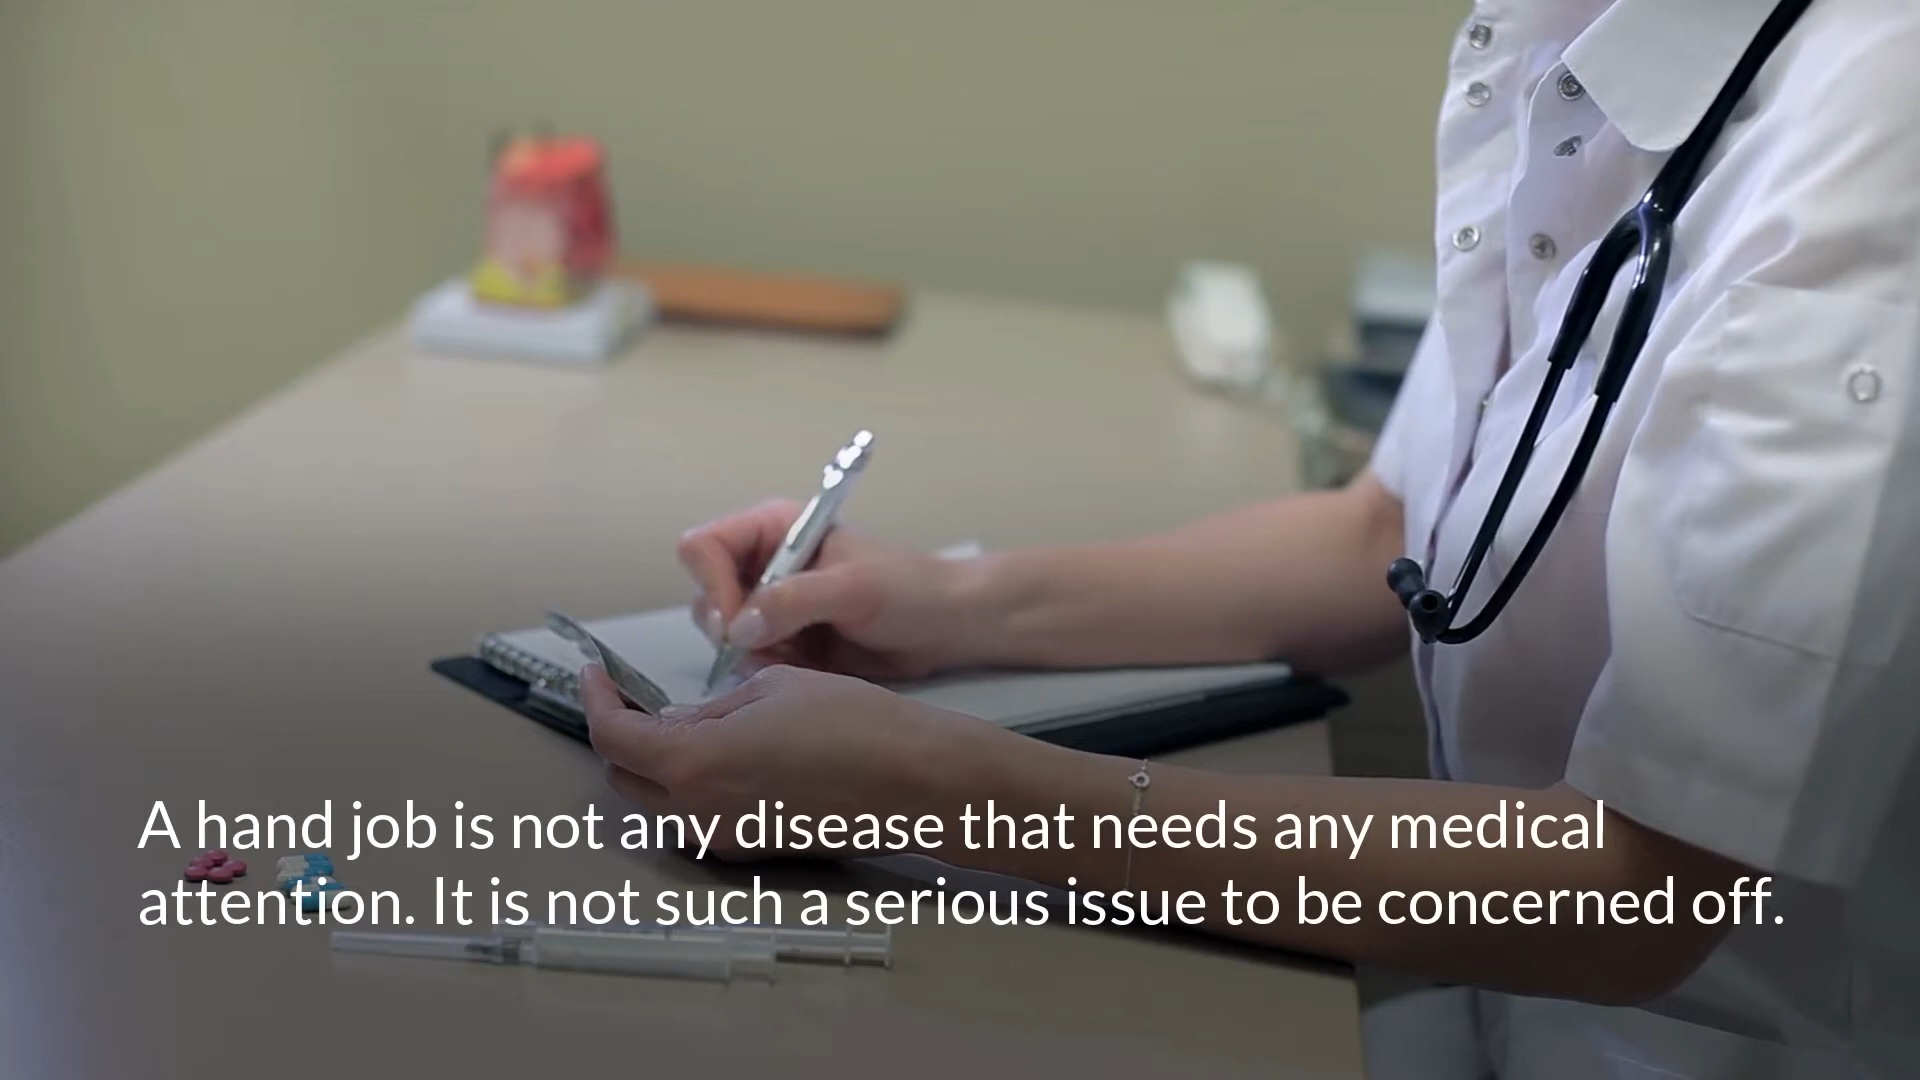 A hand job is not any disease that needs any medical
attention. It is not such a serious issue to be concerned off.